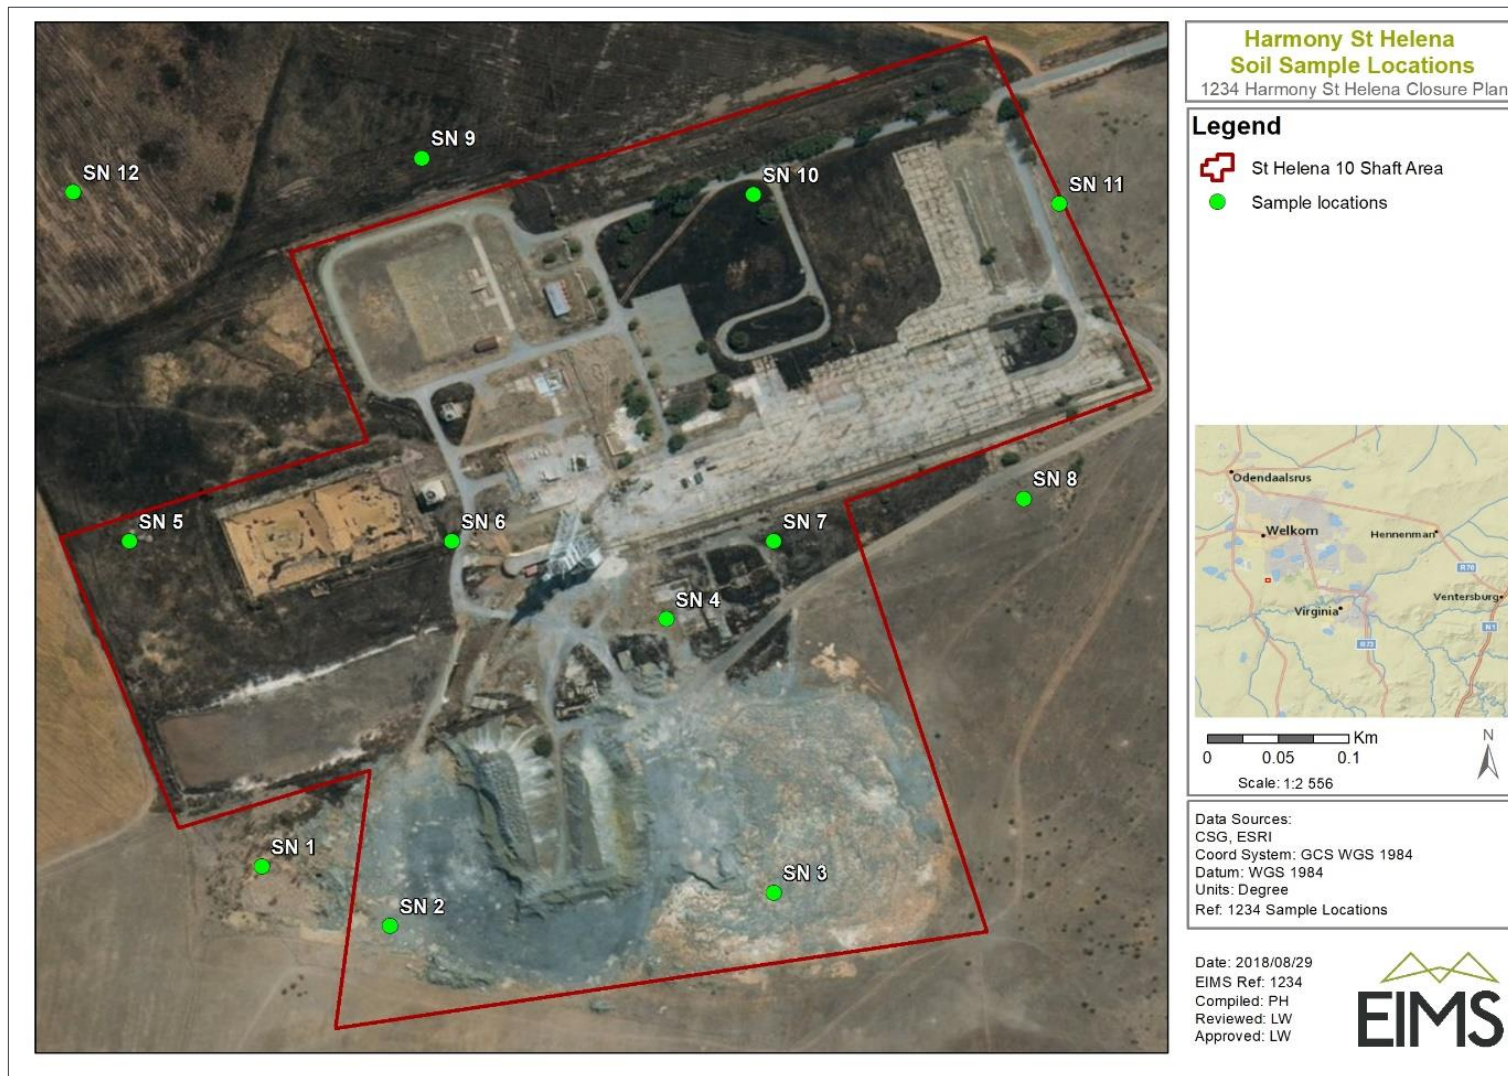 Harmony St Helena
Soil Sample Locations
1234 Harmony St Helena Closure Plan
Legend
St Helena 10 Shaft Area
Sample locations
SN 12
SN 9
SN 10
SN 11
SN 5
SN 6
SN 7
SN 8
SN 4
SN 1
SN 2
SN 3
Odendaalsrus
Welkom
Hennenman
R70
Ventersburg
Virginia
N1
R73
Km
0 0.05 0.1
N
Scale: 1:2 556
Data Sources:
CSG, ESRI
Coord System: GCS WGS 1984
Datum: WGS 1984
Units: Degree
Ref: 1234 Sample Locations
Date: 2018/08/29
EIMS Ref: 1234
Compiled: PH
Reviewed: LW
Approved: LW
EIMS